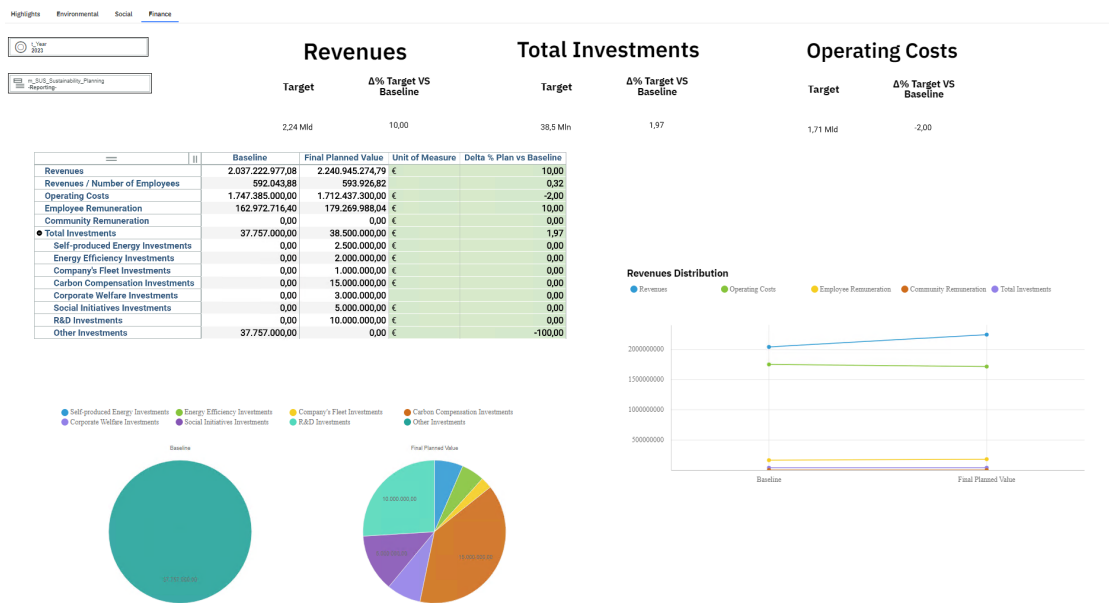 Highlights Environmental Social Finance
t_Year
2023
m_SUS_Sustainability_Planning
-Reporting-
Revenues
Target Δ% Target VS Baseline
2,24 Mld 10,00
Total Investments
Target Δ% Target VS Baseline
38,5 Mln 1,97
Operating Costs
Target Δ% Target VS Baseline
1,71 Mld -2,00
Baseline Final Planned Value Unit of Measure Delta % Plan vs Baseline
Revenues 2.037.222.977,08 2.240.945.274,79 € 10,00
Revenues / Number of Employees 592.043,88 593.926,82 0,32
Operating Costs 1.747.385.000,00 1.712.437.300,00 € -2,00
Employee Remuneration 162.972.716,40 179.269.988,04 € 10,00
Community Remuneration 0,00 0,00 € 0,00
Total Investments 37.757.000,00 38.500.000,00 € 1,97
Self-produced Energy Investments 0,00 2.500.000,00 € 0,00
Energy Efficiency Investments 0,00 2.000.000,00 € 0,00
Company's Fleet Investments 0,00 1.000.000,00 € 0,00
Carbon Compensation Investments 0,00 15.000.000,00 € 0,00
Corporate Welfare Investments 0,00 3.000.000,00 0,00
Social Initiatives Investments 0,00 5.000.000,00 € 0,00
R&D Investments 0,00 10.000.000,00 € 0,00
Other Investments 37.757.000,00 0,00 € -100,00
Revenues Distribution
Revenues Operating Costs Employee Remuneration Community Remuneration Total Investments
2000000000
1500000000
1000000000
500000000
Baseline Final Planned Value
Self-produced Energy Investments Energy Efficiency Investments Company's Fleet Investments Carbon Compensation Investments
Corporate Welfare Investments Social Initiatives Investments R&D Investments Other Investments
Baseline
Final Planned Value
10.000.000,00
15.000.000,00